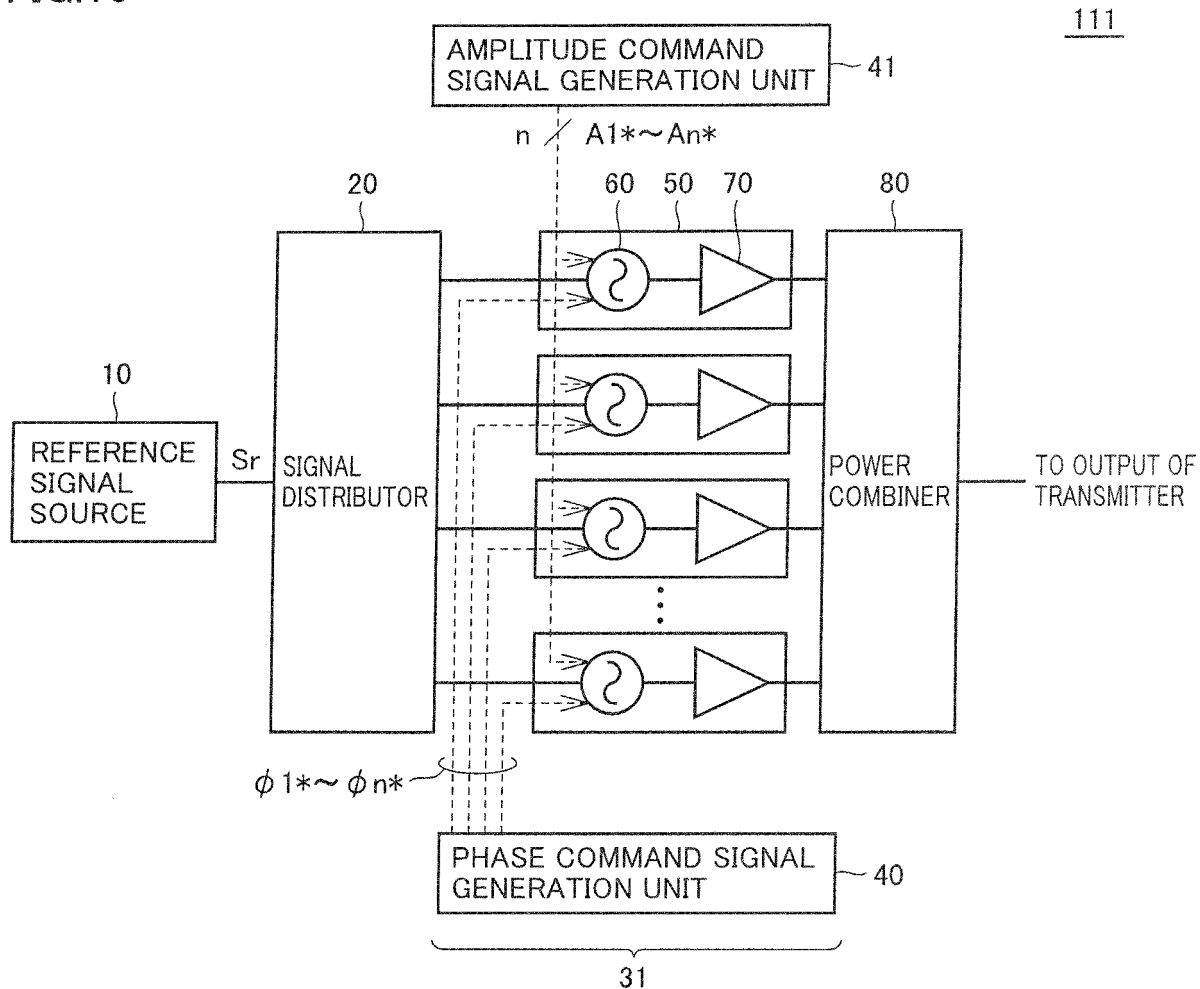 111
AMPLITUDE COMMAND
SIGNAL GENERATION UNIT
41
n
A1*~An*
20
60
50
70
80
10
REFERENCE
SIGNAL
SOURCE
Sr
SIGNAL
DISTRIBUTOR
POWER
COMBINER
TO OUTPUT OF
TRANSMITTER
ϕ1*~ϕn*
PHASE COMMAND SIGNAL
GENERATION UNIT
40
31